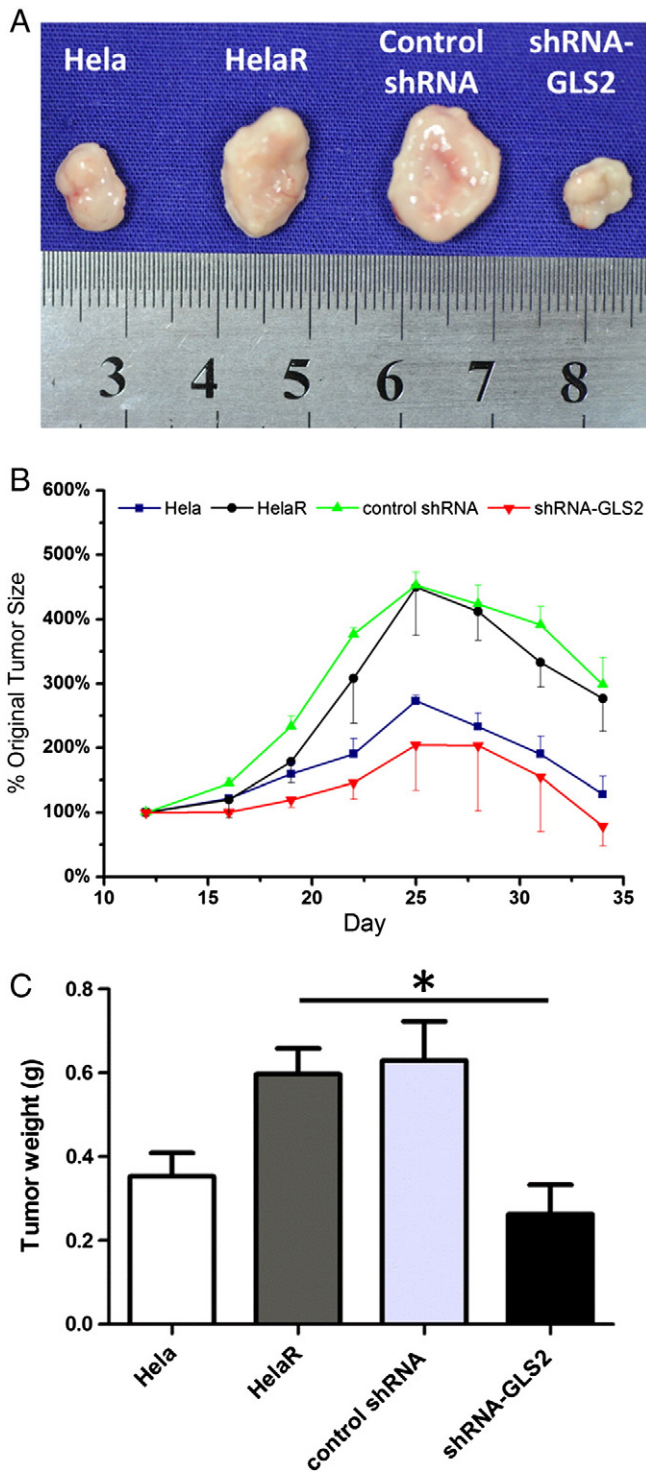 A
Hela HelaR Control shRNA shRNA-GLS2
3 4 5 6 7 8
B
Hela HelaR control shRNA shRNA-GLS2
% Original Tumor Size
600%
500%
400%
300%
200%
100%
0%
10 15 20 25 30 35
Day
C
*
Tumor weight (g)
0.8
0.6
0.4
0.2
0.0
Hela HelaR control shRNA shRNA-GLS2